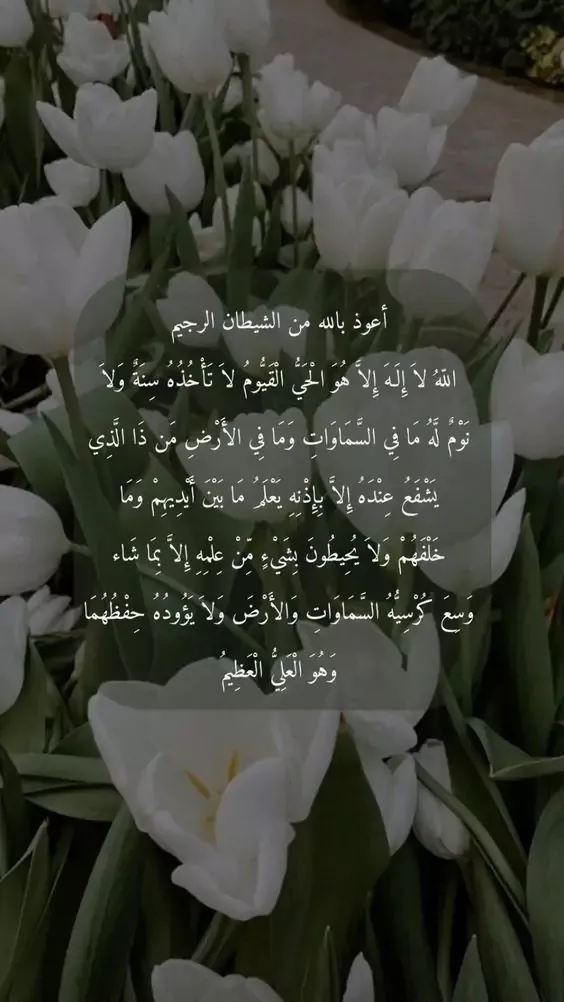 أعوذ بالله من الشيطان الرجيم
اللّهُ لاَ إِلَـهَ إِلاَّ هُوَ الْحَيُّ الْقَيُّومُ لاَ تَأْخُذُهُ سِنَةٌ وَلاَ
نَوْمٌ لَّهُ مَا فِي السَّمَاوَاتِ وَمَا فِي الأَرْضِ مَن ذَا الَّذِي
يَشْفَعُ عِنْدَهُ إِلاَّ بِإِذْنِهِ يَعْلَمُ مَا بَيْنَ أَيْدِيهِمْ وَمَا
خَلْفَهُمْ وَلاَ يُحِيطُونَ بِشَيْءٍ مِّنْ عِلْمِهِ إِلاَّ بِمَا شَاء
وَسِعَ كُرْسِيُّهُ السَّمَاوَاتِ وَالأَرْضَ وَلاَ يَؤُودُهُ حِفْظُهُمَا
وَهُوَ الْعَلِيُّ الْعَظِيمُ